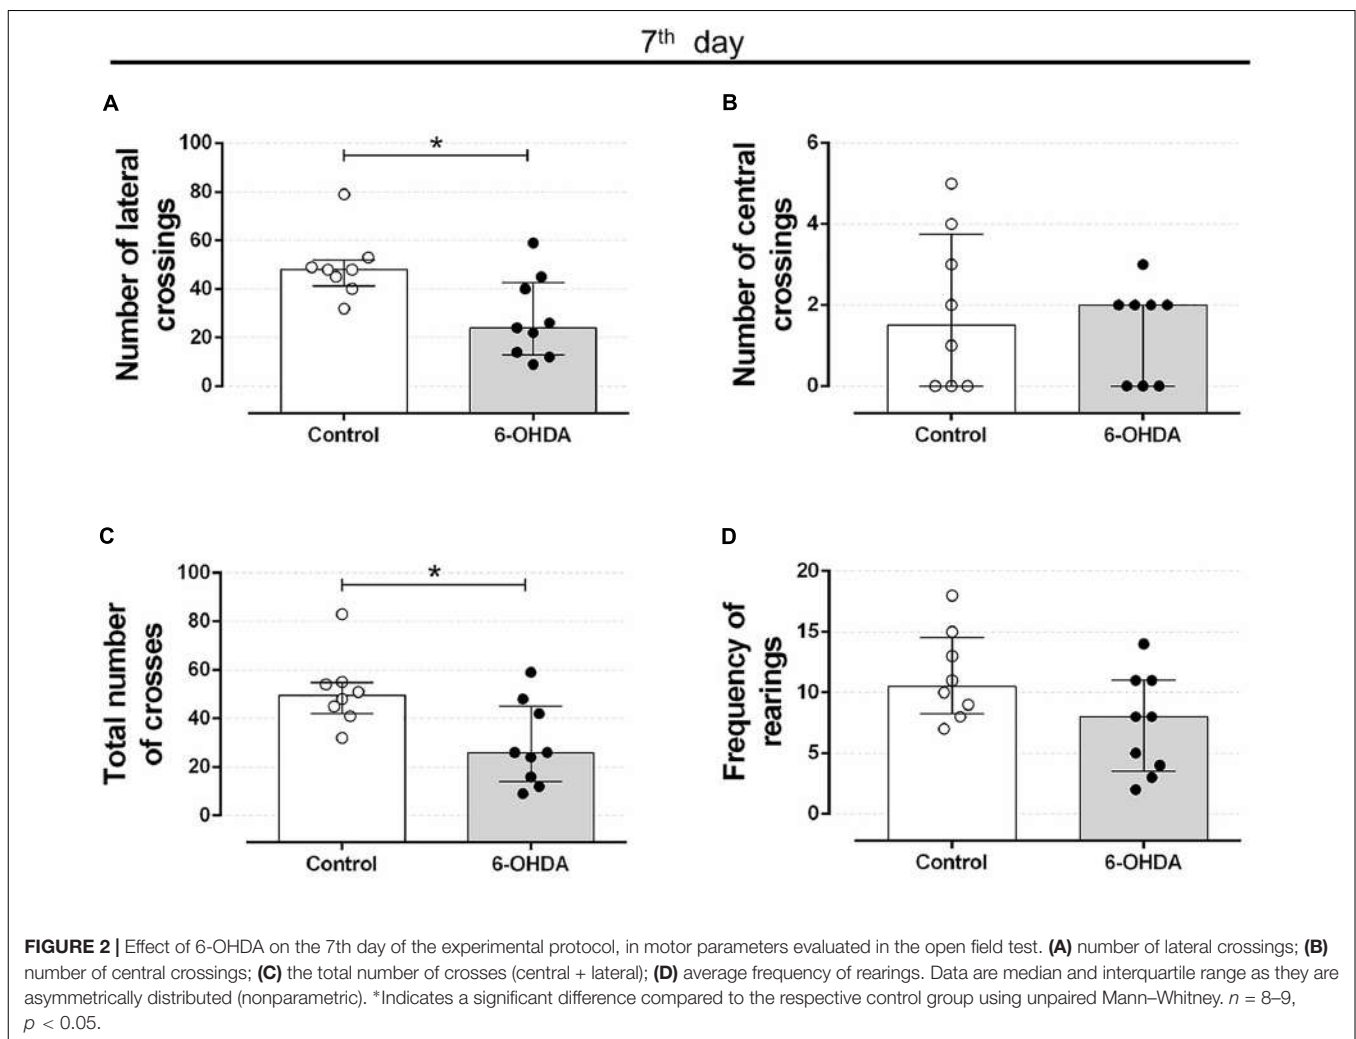 7th day
A
Number of lateral
crossings
100
80
60
40
20
0
*
Control
6-OHDA
B
Number of central
crossings
6
4
2
0
Control
6-OHDA
C
Total number
of crosses
100
80
60
40
20
0
*
Control
6-OHDA
D
Frequency of
rearings
20
15
10
5
0
Control
6-OHDA
FIGURE 2 | Effect of 6-OHDA on the 7th day of the experimental protocol, in motor parameters evaluated in the open field test. (A) number of lateral crossings; (B)
number of central crossings; (C) the total number of crosses (central + lateral); (D) average frequency of rearings. Data are median and interquartile range as they are
asymmetrically distributed (nonparametric). *Indicates a significant difference compared to the respective control group using unpaired Mann–Whitney. n = 8–9,
p < 0.05.